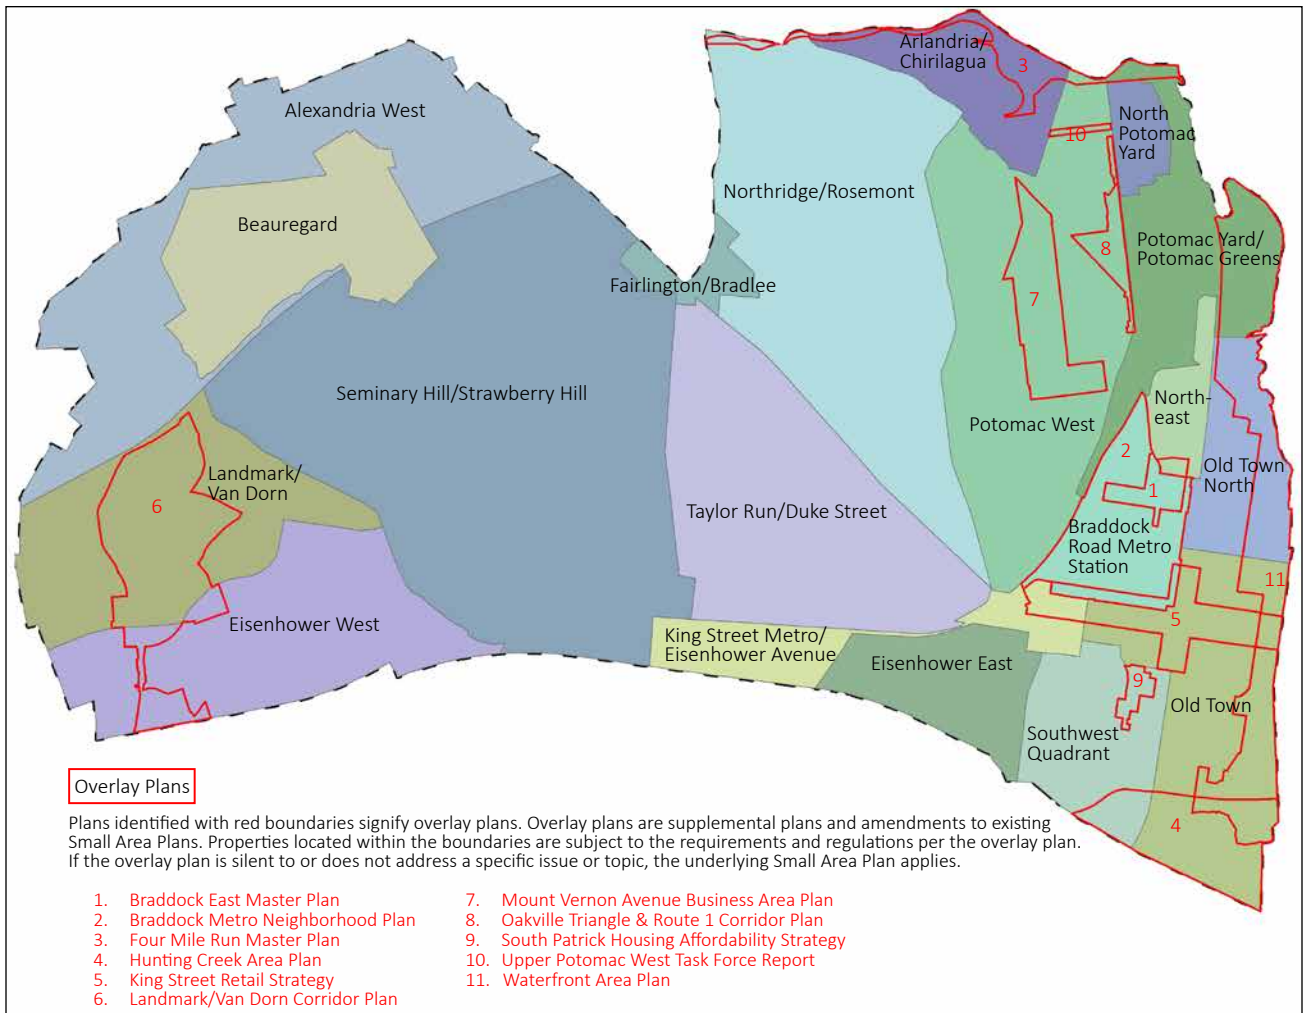 Arlandria/
Chirilagua
3
Alexandria West
North
Potomac
Yard
10
Northridge/Rosemont
Beauregard
Potomac Yard/
Potomac Greens
8
Fairlington/Bradlee
7
Seminary Hill/Strawberry Hill
North-
east
Potomac West
2
Landmark/
Van Dorn
Old Town
North
1
6
Taylor Run/Duke Street
Braddock
Road Metro
Station
11
5
Eisenhower West
King Street Metro/
Eisenhower Avenue
Eisenhower East
9
Old Town
Southwest
Quadrant
4
Overlay Plans
Plans identified with red boundaries signify overlay plans. Overlay plans are supplemental plans and amendments to existing
Small Area Plans. Properties located within the boundaries are subject to the requirements and regulations per the overlay plan.
If the overlay plan is silent to or does not address a specific issue or topic, the underlying Small Area Plan applies.
1. Braddock East Master Plan
2. Braddock Metro Neighborhood Plan
3. Four Mile Run Master Plan
4. Hunting Creek Area Plan
5. King Street Retail Strategy
6. Landmark/Van Dorn Corridor Plan
7. Mount Vernon Avenue Business Area Plan
8. Oakville Triangle & Route 1 Corridor Plan
9. South Patrick Housing Affordability Strategy
10. Upper Potomac West Task Force Report
11. Waterfront Area Plan